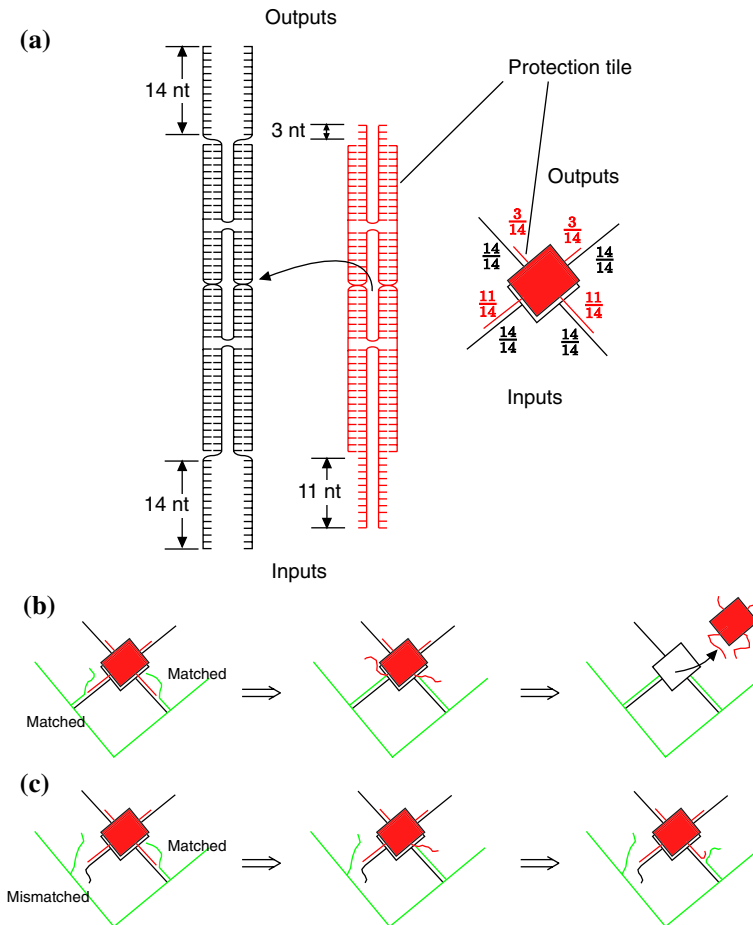 Outputs
(a)
14 nt
3 nt
Protection tile
Outputs
3/14
3/14
14/14
14/14
11/14
11/14
14/14
14/14
Inputs
14 nt
11 nt
Inputs
(b)
Matched
Matched
(c)
Matched
Mismatched